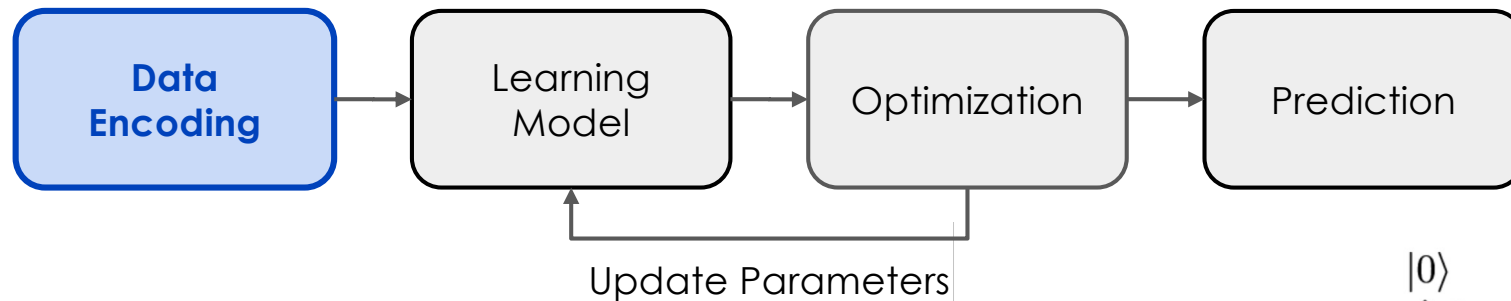 Data
Encoding
Learning
Model
Optimization
Prediction
Update Parameters
|0⟩